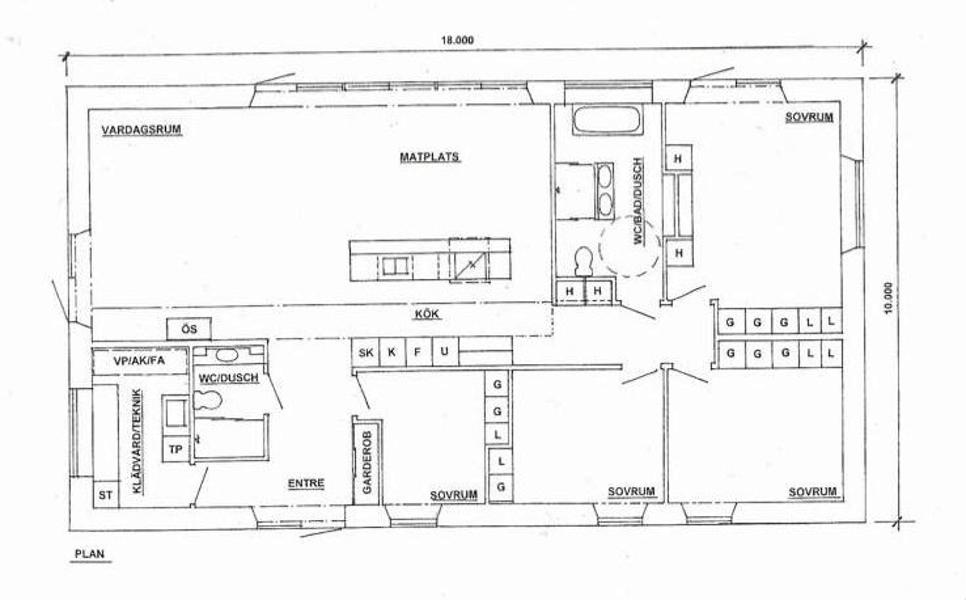 18.000
VARDAGSRUM
MATPLATS
SOVRUM
H
WC/BAD/DUSCH
H
H H
10.000
KÖK
ÖS
G G G L L
SK K F U
G G G L L
VP/AK/FA
WC/DUSCH
KLÄDVÅRD/TEKNIK
TP
ST
G
G
L
L
G
GARDEROB
ENTRE
SOVRUM
SOVRUM
SOVRUM
PLAN